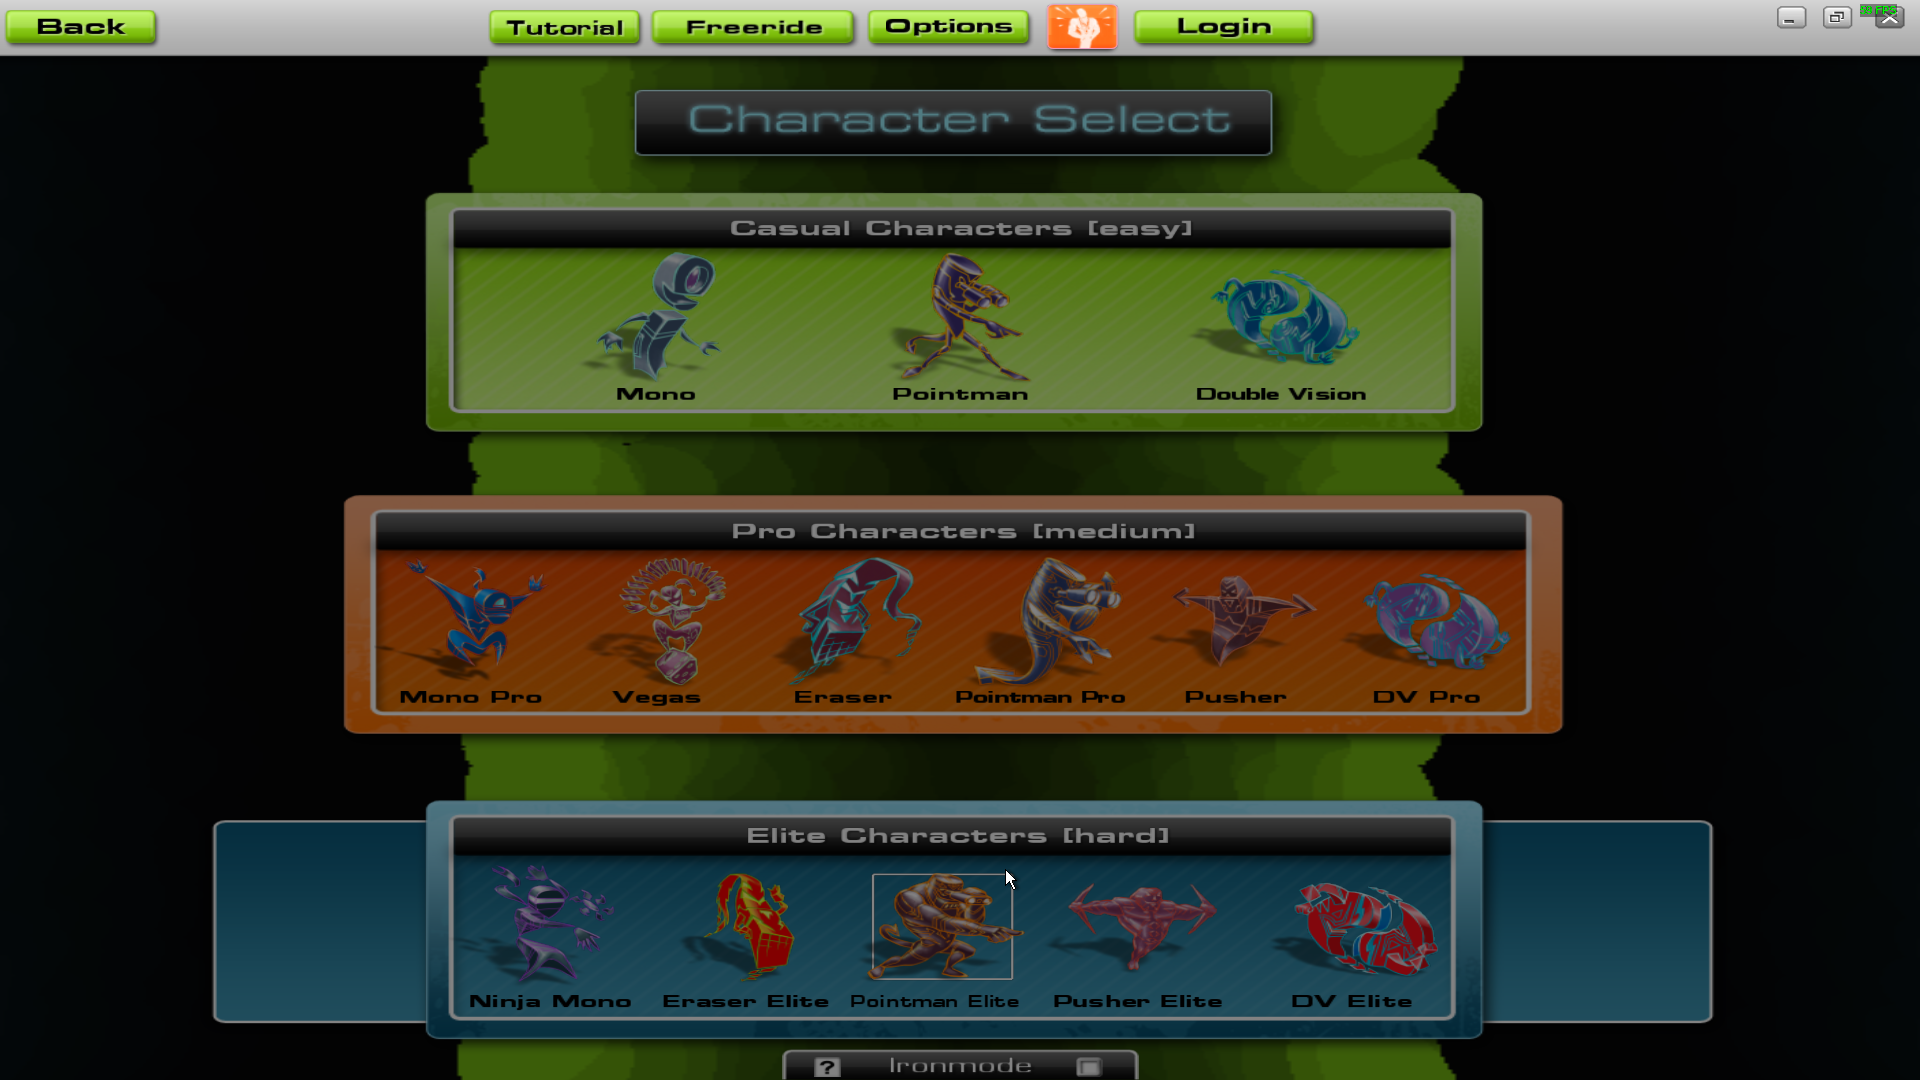 Back
Tutorial
Freeride
Options
Login
Character Select
Casual Characters [easy]
Mono
Pointman
Double Vision
Pro Characters [medium]
Mono Pro
Vegas
Eraser
Pointman Pro
Pusher
DV Pro
Elite Characters [hard]
Ninja Mono
Eraser Elite
Pointman Elite
Pusher Elite
DV Elite
? Ironmode